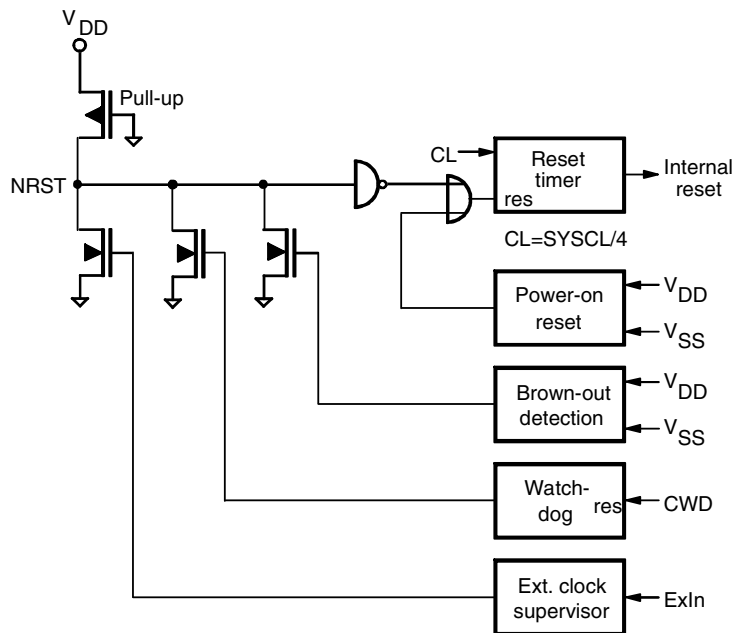 VDD
Pull-up
NRST
CL
Reset
timer
res
Internal
reset
CL=SYSCL/4
Power-on
reset
VDD
VSS
Brown-out
detection
VDD
VSS
Watch-
dog
res
CWD
Ext. clock
supervisor
ExIn